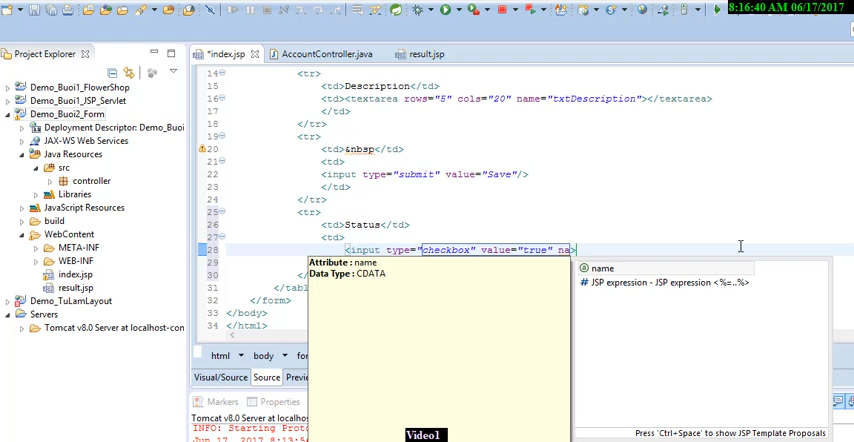 8:16:40 AM 06/17/2017
Project Explorer
Demo_Buoi1_FlowerShop
Demo_Buoi1_JSP_Servlet
Demo_Buoi2_Form
Deployment Descriptor: Demo_Buoi
JAX-WS Web Services
Java Resources
src
controller
Libraries
JavaScript Resources
build
WebContent
META-INF
WEB-INF
index.jsp
result.jsp
Demo_TuLamLayout
Servers
Tomcat v8.0 Server at localhost-con
*index.jsp
AccountController.java
result.jsp
14 <tr>
15 <td>Description</td>
16 <td><textarea rows="5" cols="20" name="txtDescription"></textarea>
17 </td>
18 </tr>
19 <tr>
20 <td>&nbsp</td>
21 <td>
22 <input type="submit" value="Save"/>
23 </td>
24 </tr>
25 <tr>
26 <td>Status</td>
27 <td>
28 <input type="checkbox" value="true" na>
29
30 </
31 </tabl
32 </form>
33 </body>
34 </html>
Attribute : name
Data Type : CDATA
name
JSP expression - JSP expression <%=..%>
Press 'Ctrl+Space' to show JSP Template Proposals
html
body
for
Visual/Source
Source
Previe
Markers
Properties
Tomcat v8.0 Server at localhos
INFO: Starting Proto
Jun 17, 2017 8:13:5
Video1